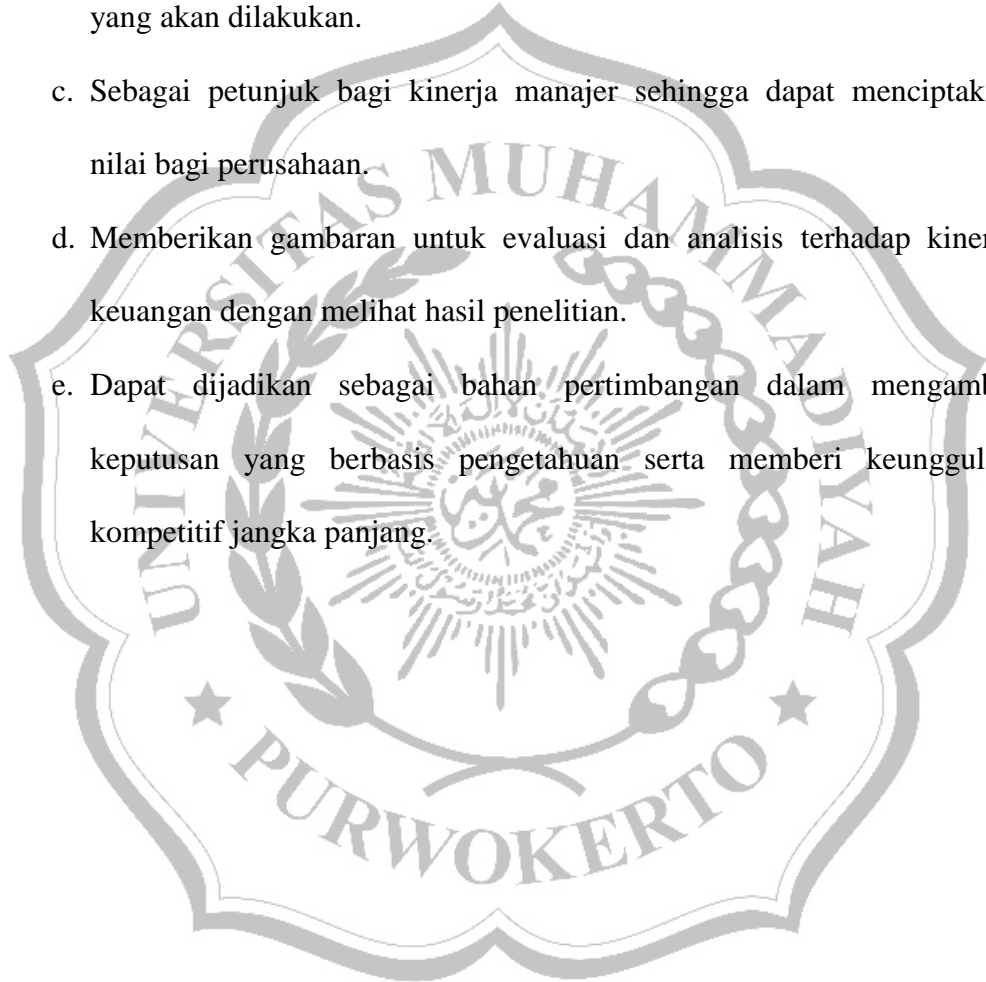 yang akan dilakukan.
c. Sebagai petunjuk bagi kinerja manajer sehingga dapat menciptak
nilai bagi perusahaan.
d. Memberikan gambaran untuk evaluasi dan analisis terhadap kiner
keuangan dengan melihat hasil penelitian.
e. Dapat dijadikan sebagai bahan pertimbangan dalam mengamb
keputusan yang berbasis pengetahuan serta memberi keunggul
kompetitif jangka panjang.
UNIVERSITAS MUHAMMADIYAH
PURWOKERTO